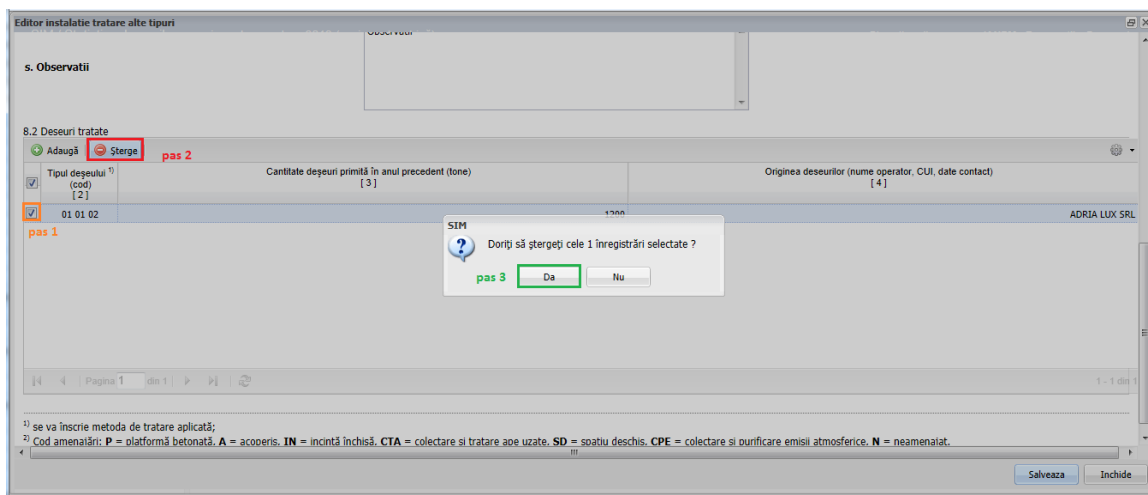 Editor instalatie tratare alte tipuri
Observatii
s. Observatii
8.2 Deseuri tratate
Adaugă Şterge pas 2
Tipul deşeului 1) (cod) [ 2 ]
Cantitate deşeuri primită în anul precedent (tone) [ 3 ]
Originea deseurilor (nume operator, CUI, date contact) [ 4 ]
01 01 02 1200 ADRIA LUX SRL
pas 1
SIM
Doriţi să ştergeţi cele 1 înregistrări selectate ?
pas 3 Da Nu
Pagina 1 din 1
1 - 1 din 1
1) se va înscrie metoda de tratare aplicată;
2) Cod amenajări: P = platformă betonată, A = acoperis, IN = incintă închisă, CTA = colectare si tratare ape uzate, SD = spatiu deschis, CPE = colectare si purificare emisii atmosferice, N = neamenajat.
Salveaza Inchide